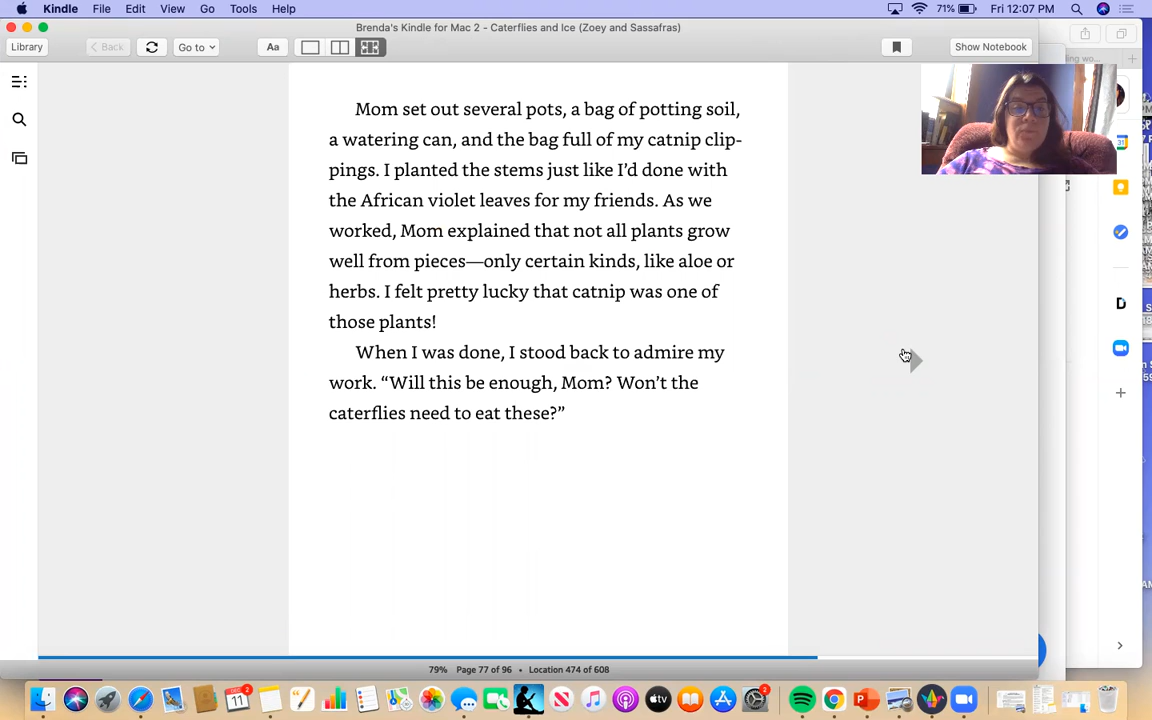 Kindle File Edit View Go Tools Help 71% Fri 12:07 PM
Brenda's Kindle for Mac 2 - Caterflies and Ice (Zoey and Sassafras)
Library < Back Go to Aa Show Notebook
Mom set out several pots, a bag of potting soil,
a watering can, and the bag full of my catnip clip-
pings. I planted the stems just like I'd done with
the African violet leaves for my friends. As we
worked, Mom explained that not all plants grow
well from pieces—only certain kinds, like aloe or
herbs. I felt pretty lucky that catnip was one of
those plants!
When I was done, I stood back to admire my
work. “Will this be enough, Mom? Won't the
caterflies need to eat these?”
79% Page 77 of 96 • Location 474 of 608